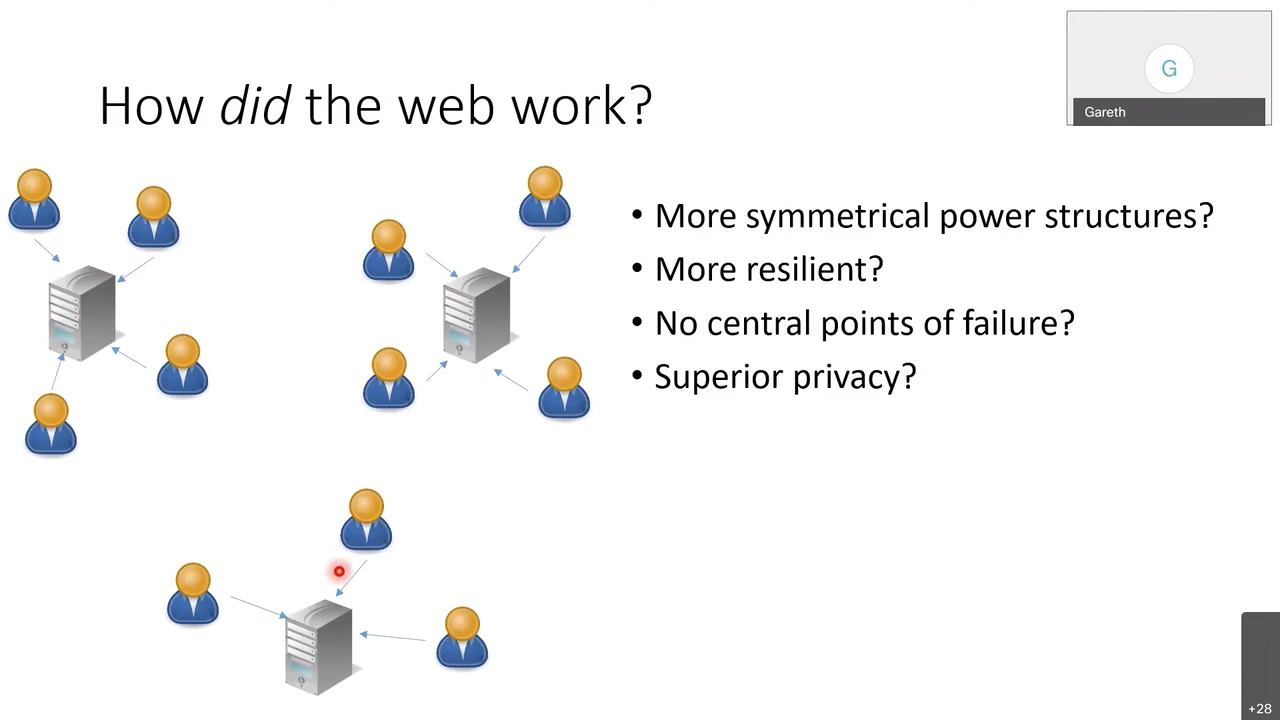 How did the web work?
G
Gareth
• More symmetrical power structures?
• More resilient?
• No central points of failure?
• Superior privacy?
+28